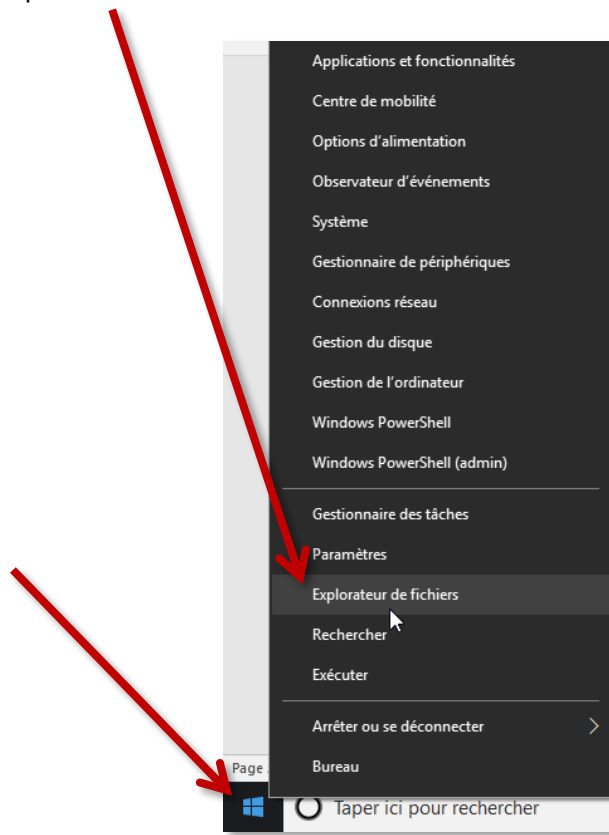 Applications et fonctionnalités
Centre de mobilité
Options d'alimentation
Observateur d'événements
Système
Gestionnaire de périphériques
Connexions réseau
Gestion du disque
Gestion de l'ordinateur
Windows PowerShell
Windows PowerShell (admin)
Gestionnaire des tâches
Paramètres
Explorateur de fichiers
Rechercher
Exécuter
Arrêter ou se déconnecter
Bureau
Page
Taper ici pour rechercher